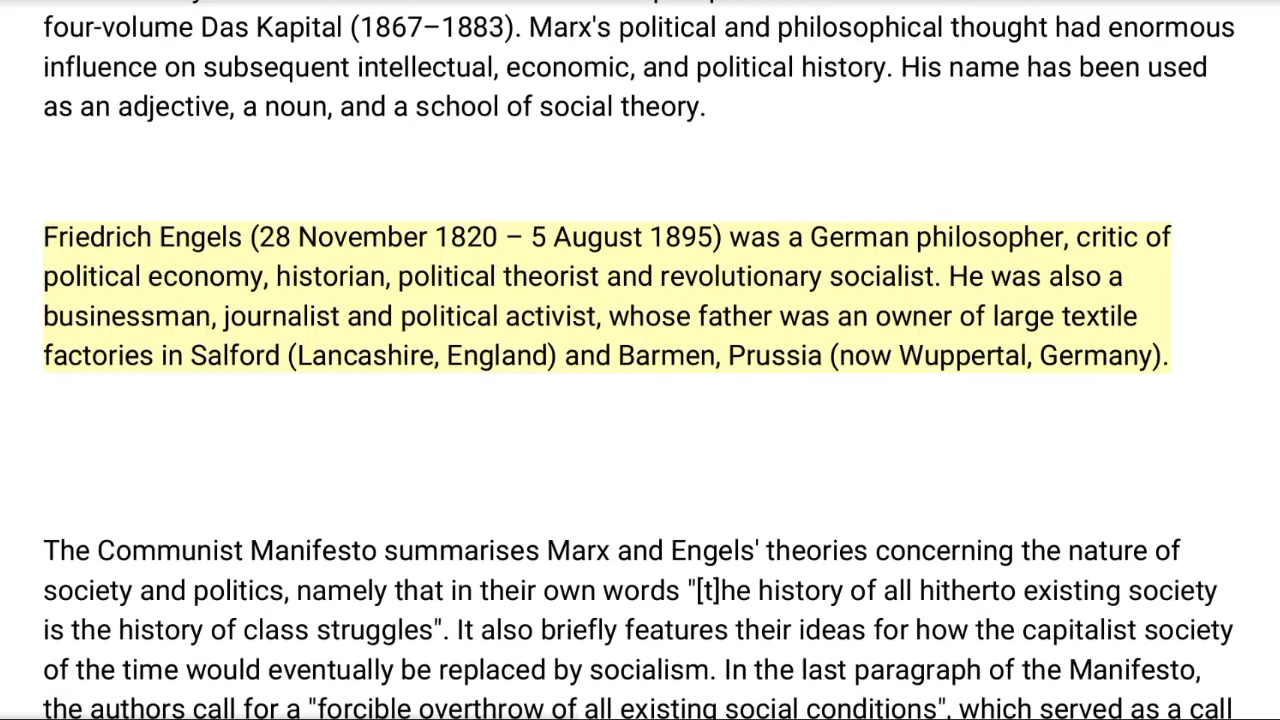 four-volume Das Kapital (1867–1883). Marx's political and philosophical thought had enormous
influence on subsequent intellectual, economic, and political history. His name has been used
as an adjective, a noun, and a school of social theory.
Friedrich Engels (28 November 1820 – 5 August 1895) was a German philosopher, critic of
political economy, historian, political theorist and revolutionary socialist. He was also a
businessman, journalist and political activist, whose father was an owner of large textile
factories in Salford (Lancashire, England) and Barmen, Prussia (now Wuppertal, Germany).
The Communist Manifesto summarises Marx and Engels' theories concerning the nature of
society and politics, namely that in their own words "[t]he history of all hitherto existing society
is the history of class struggles". It also briefly features their ideas for how the capitalist society
of the time would eventually be replaced by socialism. In the last paragraph of the Manifesto,
the authors call for a "forcible overthrow of all existing social conditions", which served as a call